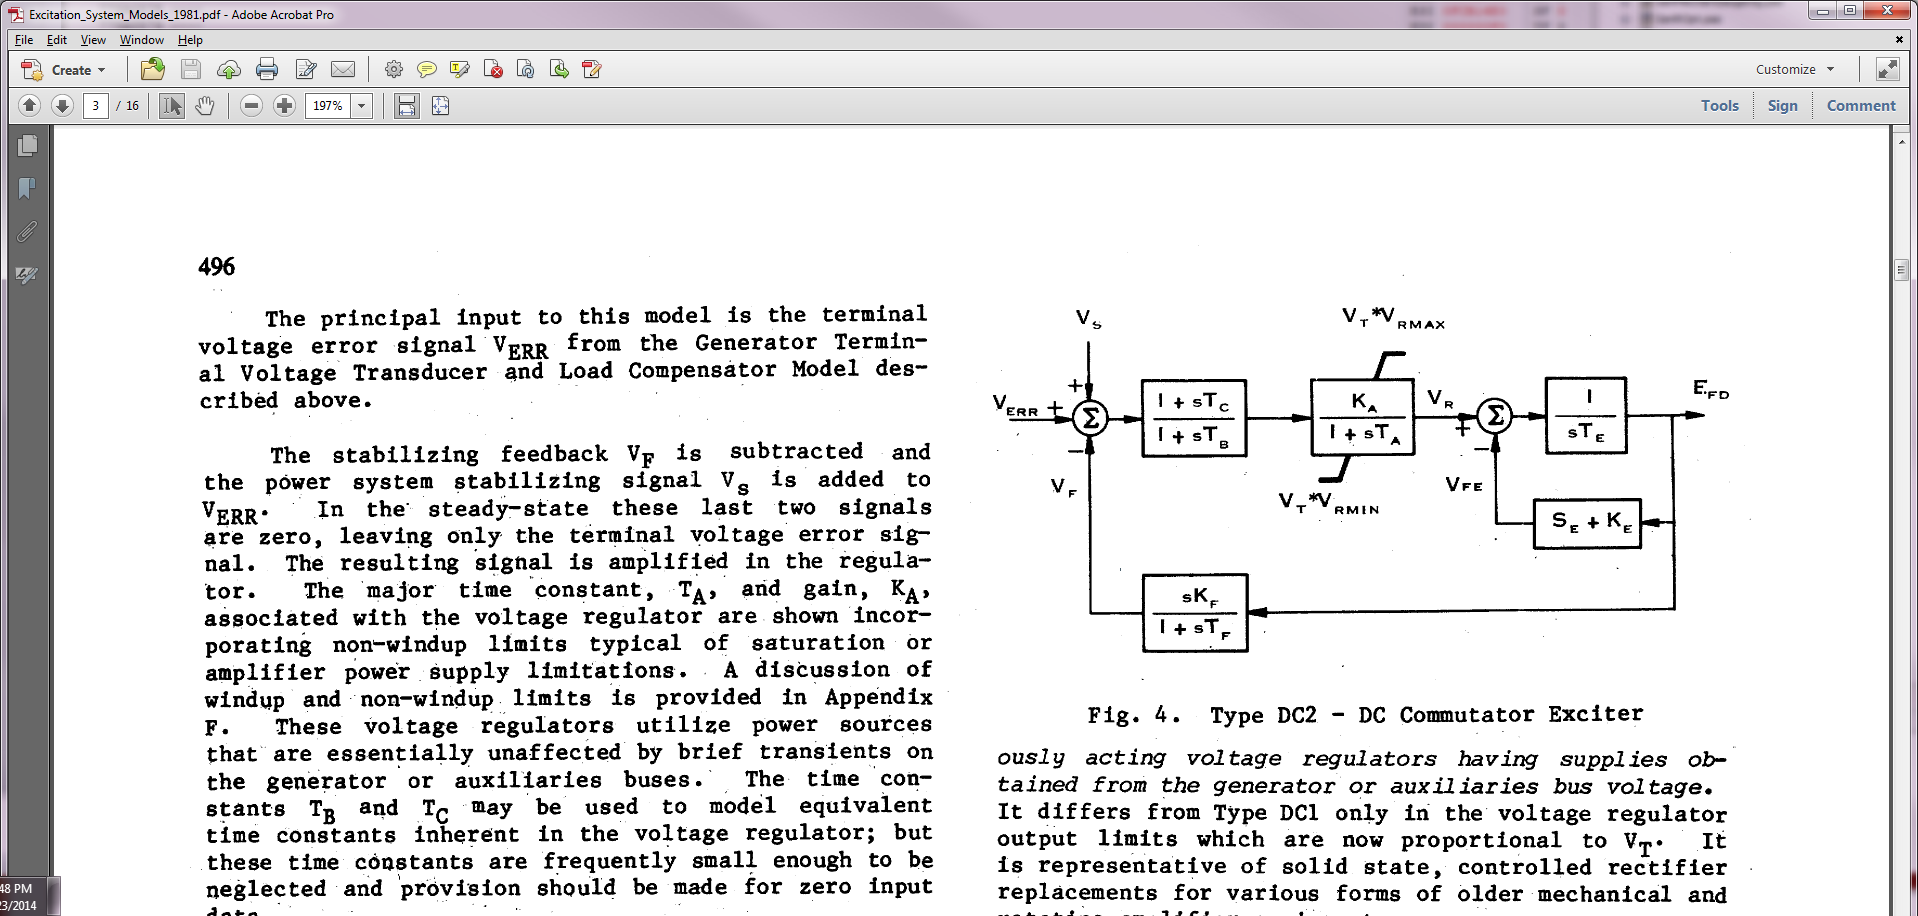 Excitation_System_Models_1981.pdf - Adobe Acrobat Pro
File Edit View Window Help
Create
Customize
3 / 16
197%
Tools Sign Comment
496
The principal input to this model is the terminal
voltage error signal VERR from the Generator Termin-
al Voltage Transducer and Load Compensator Model des-
cribed above.
The stabilizing feedback VF is subtracted and
the power system stabilizing signal Vs is added to
VERR. In the steady-state these last two signals
are zero, leaving only the terminal voltage error sig-
nal. The resulting signal is amplified in the regula-
tor. The major time constant, TA, and gain, KA,
associated with the voltage regulator are shown incor-
porating non-windup limits typical of saturation or
amplifier power supply limitations. A discussion of
windup and non-windup limits is provided in Appendix
F. These voltage regulators utilize power sources
that are essentially unaffected by brief transients on
the generator or auxiliaries buses. The time con-
stants TB and TC may be used to model equivalent
time constants inherent in the voltage regulator; but
these time constants are frequently small enough to be
neglected and provision should be made for zero input
VS
VT*VRMAX
VERR
+
+
Σ
−
VF
1 + sTC
1 + sTB
KA
1 + sTA
VT*VRMIN
VR
+
Σ
−
VFE
1
sTE
EFD
SE + KE
sKF
1 + sTF
Fig. 4. Type DC2 - DC Commutator Exciter
ously acting voltage regulators having supplies ob-
tained from the generator or auxiliaries bus voltage.
It differs from Type DC1 only in the voltage regulator
output limits which are now proportional to VT. It
is representative of solid state, controlled rectifier
replacements for various forms of older mechanical and
48 PM
23/2014